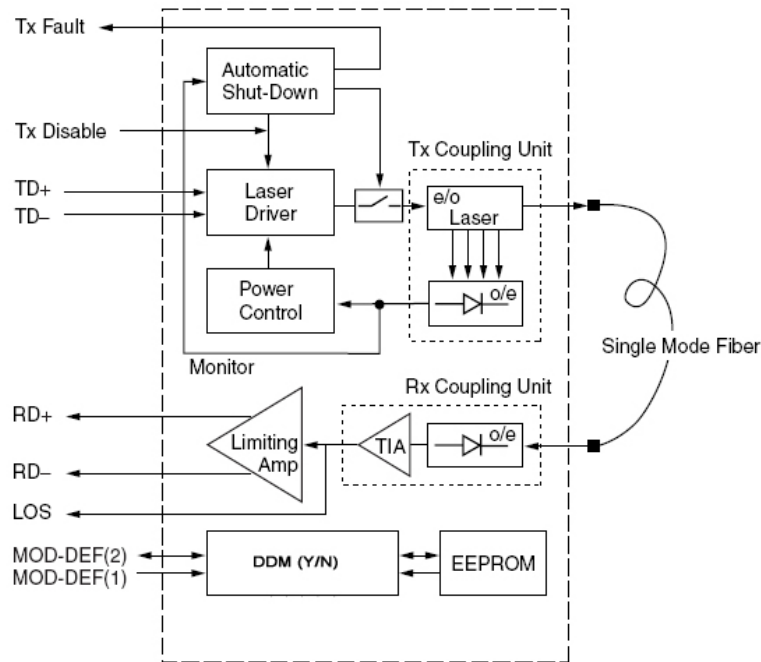 Tx Fault
Automatic
Shut-Down
Tx Disable
Tx Coupling Unit
TD+
TD–
Laser
Driver
e/o
Laser
Power
Control
o/e
Monitor
Single Mode Fiber
Rx Coupling Unit
RD+
RD–
Limiting
Amp
TIA
o/e
LOS
MOD-DEF(2)
MOD-DEF(1)
DDM (Y/N)
EEPROM